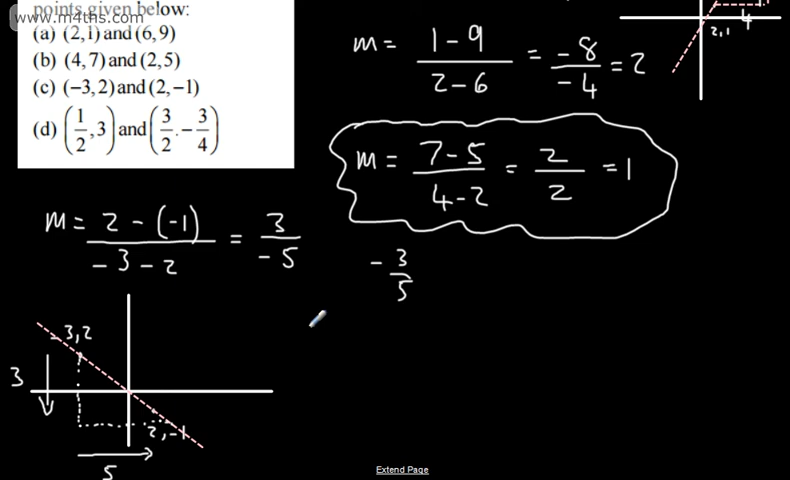 points given below:
www.m4ths.com
(a) (2,1) and (6,9)
(b) (4,7) and (2,5)
(c) (−3,2) and (2,−1)
(d) (1/2, 3) and (3/2 . −3/4)
m = 1 - 9 / 2 - 6 = -8 / -4 = 2
2,1
4
m = 7 - 5 / 4 - 2 = 2 / 2 = 1
m = 2 - (-1) / -3 - 2 = 3 / -5
- 3 / 5
-3,2
3
2,-1
5
Extend Page